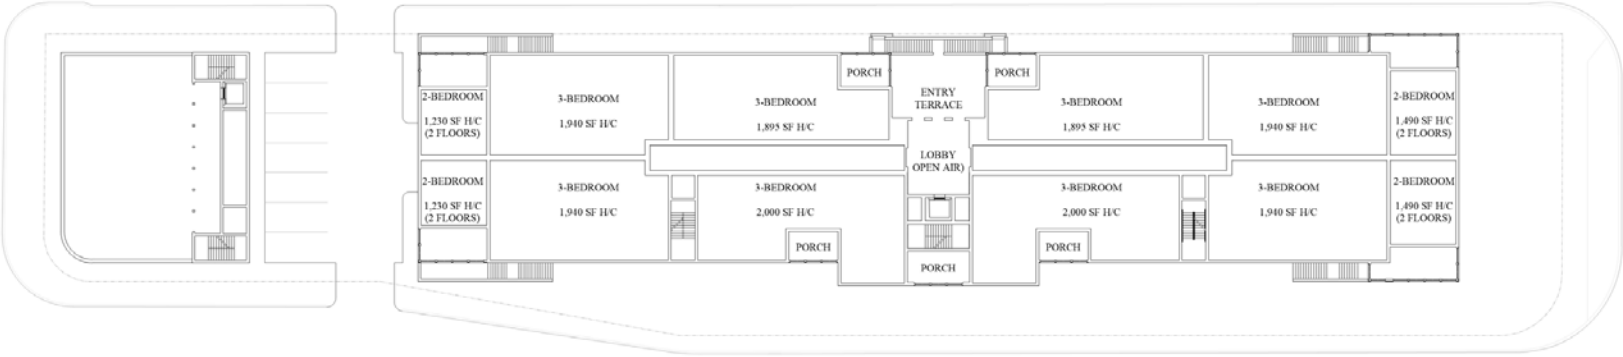 PORCH
PORCH
2-BEDROOM
1,230 SF H/C
(2 FLOORS)
3-BEDROOM
1,940 SF H/C
3-BEDROOM
1,895 SF H/C
ENTRY
TERRACE
3-BEDROOM
1,895 SF H/C
3-BEDROOM
1,940 SF H/C
2-BEDROOM
1,490 SF H/C
(2 FLOORS)
LOBBY
OPEN AIR)
2-BEDROOM
1,230 SF H/C
(2 FLOORS)
3-BEDROOM
1,940 SF H/C
3-BEDROOM
2,000 SF H/C
3-BEDROOM
2,000 SF H/C
3-BEDROOM
1,940 SF H/C
2-BEDROOM
1,490 SF H/C
(2 FLOORS)
PORCH
PORCH
PORCH